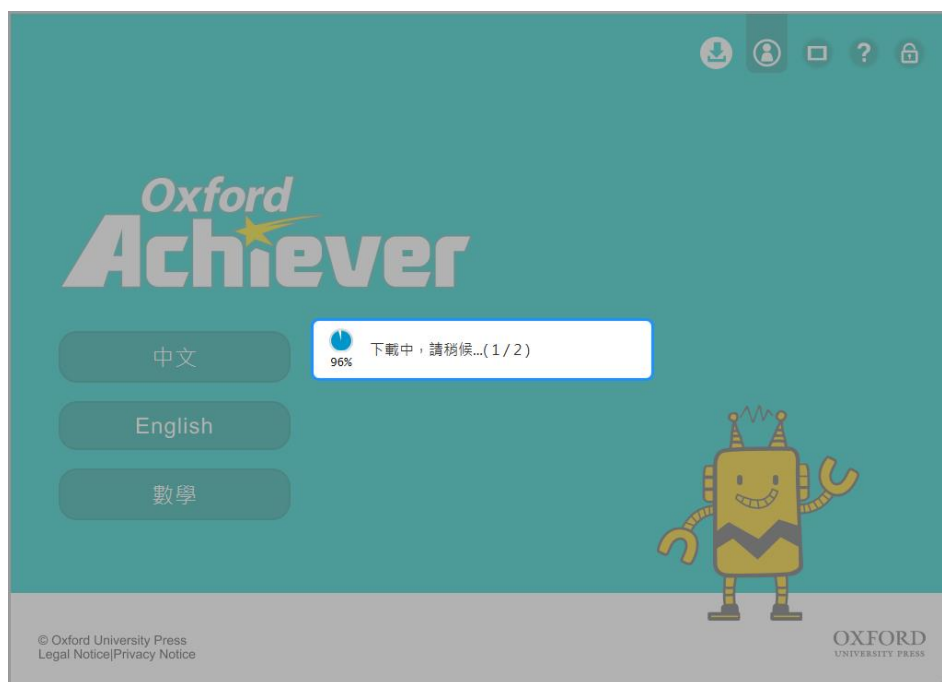 Oxford
Achiever
中文
96%
下載中，請稍候...(1/2)
English
數學
© Oxford University Press
Legal Notice|Privacy Notice
OXFORD
UNIVERSITY PRESS